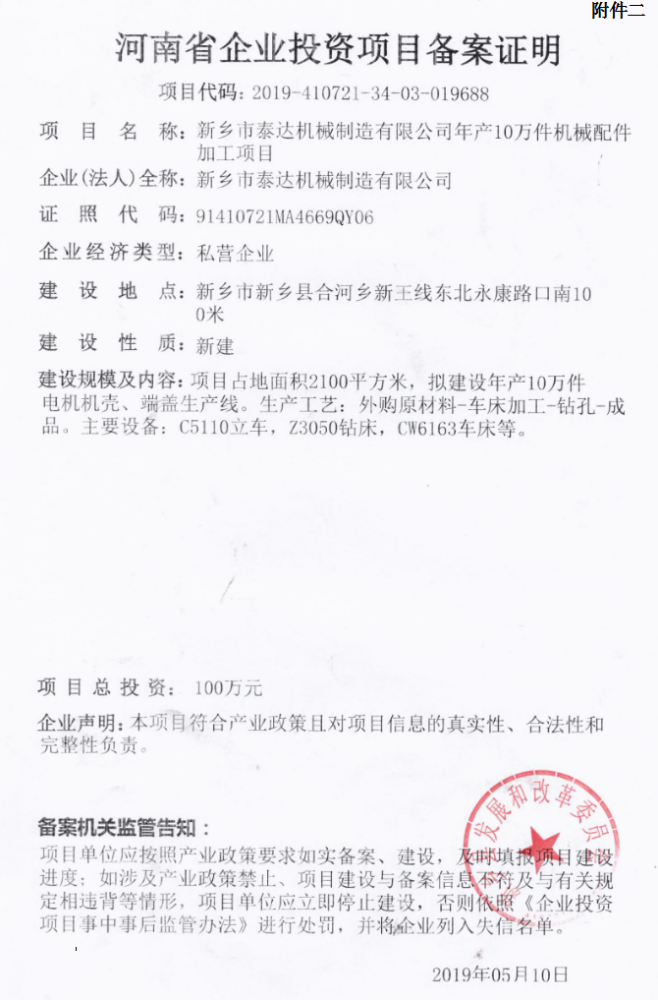 附件二
河南省企业投资项目备案证明
项目代码: 2019-410721-34-03-019688
项目名称: 新乡市泰达机械制造有限公司年产10万件机械配件
加工项目
企业(法人)全称: 新乡市泰达机械制造有限公司
证照代码: 91410721MA4669QY06
企业经济类型: 私营企业
建设地点: 新乡市新乡县合河乡新王线东北永康路口南10
0米
建设性质: 新建
建设规模及内容: 项目占地面积2100平方米，拟建设年产10万件
电机机壳、端盖生产线。生产工艺：外购原材料-车床加工-钻孔-成
品。主要设备：C5110立车，Z3050钻床，CW6163车床等。
项目总投资: 100万元
企业声明: 本项目符合产业政策且对项目信息的真实性、合法性和
完整性负责。
备案机关监管告知：
项目单位应按照产业政策要求如实备案、建设，及时填报项目建设
进度；如涉及产业政策禁止、项目建设与备案信息不符及与有关规
定相违背等情形，项目单位应立即停止建设，否则依照《企业投资
项目事中事后监管办法》进行处罚，并将企业列入失信名单。
县发展和改革委员
2019年05月10日